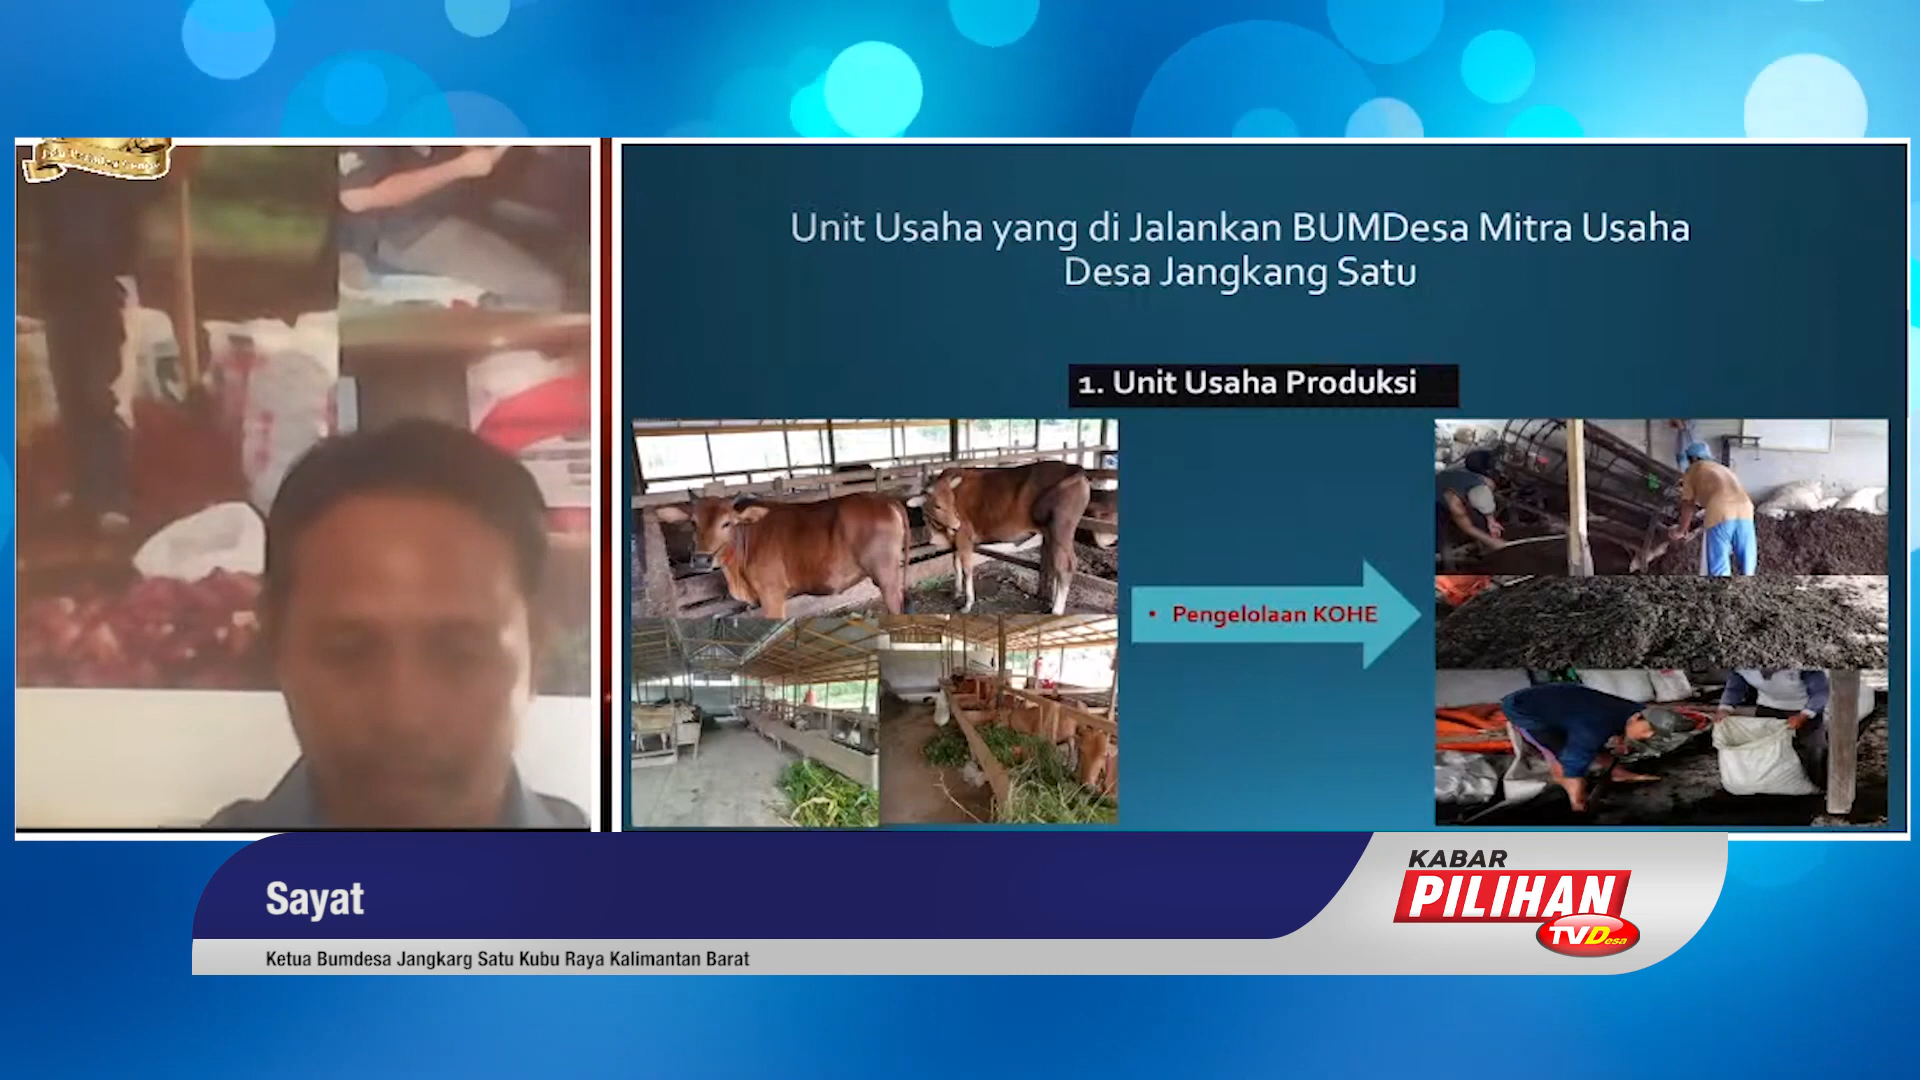 Unit Usaha yang di Jalankan BUMDesa Mitra Usaha
Desa Jangkang Satu
1. Unit Usaha Produksi
• Pengelolaan KOHE
Sayat
Ketua Bumdesa Jangkarg Satu Kubu Raya Kalimantan Barat
KABAR
PILIHAN
TVDesa